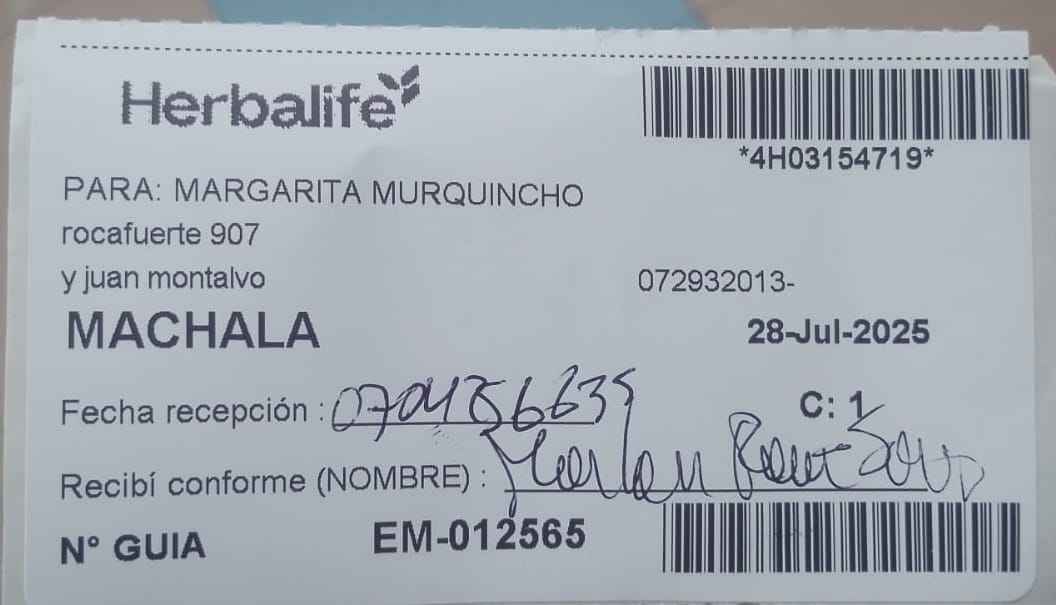 Herbalife
*4H03154719*
PARA: MARGARITA MURQUINCHO
rocafuerte 907
y juan montalvo 072932013-
MACHALA 28-Jul-2025
Fecha recepción : C: 1
Recibí conforme (NOMBRE) :
N° GUIA EM-012565